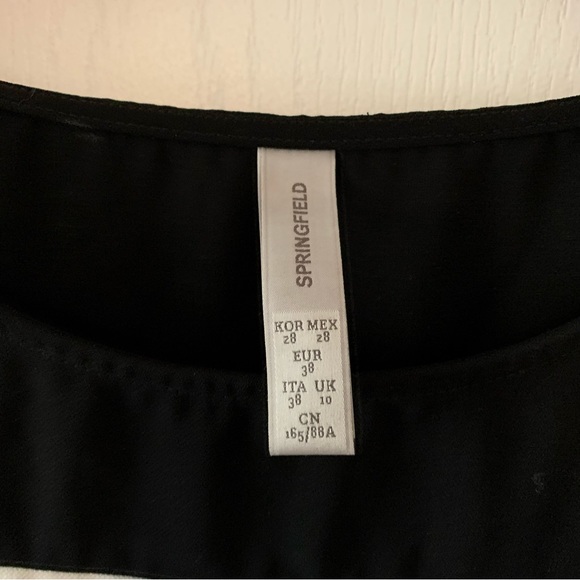 SPRINGFIELD
KOR MEX
28 28
EUR
38
ITA UK
38 10
CN
165/88A